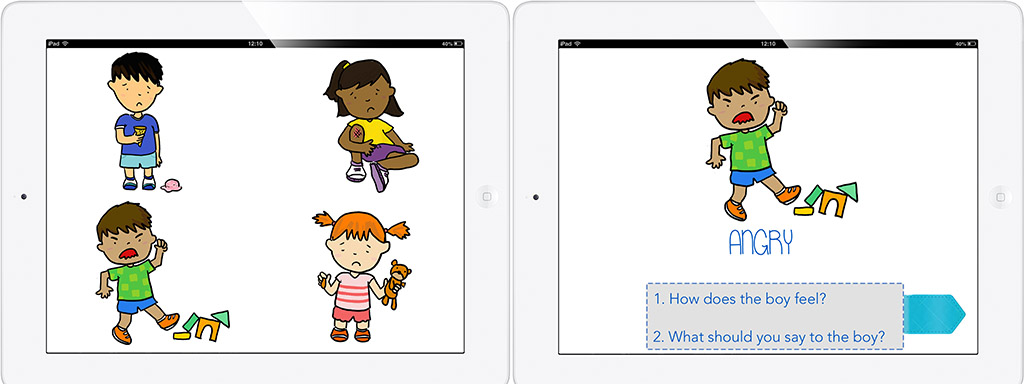 iPad 12:10 40%
iPad 12:10 40%
ANGRY
1. How does the boy feel?
2. What should you say to the boy?